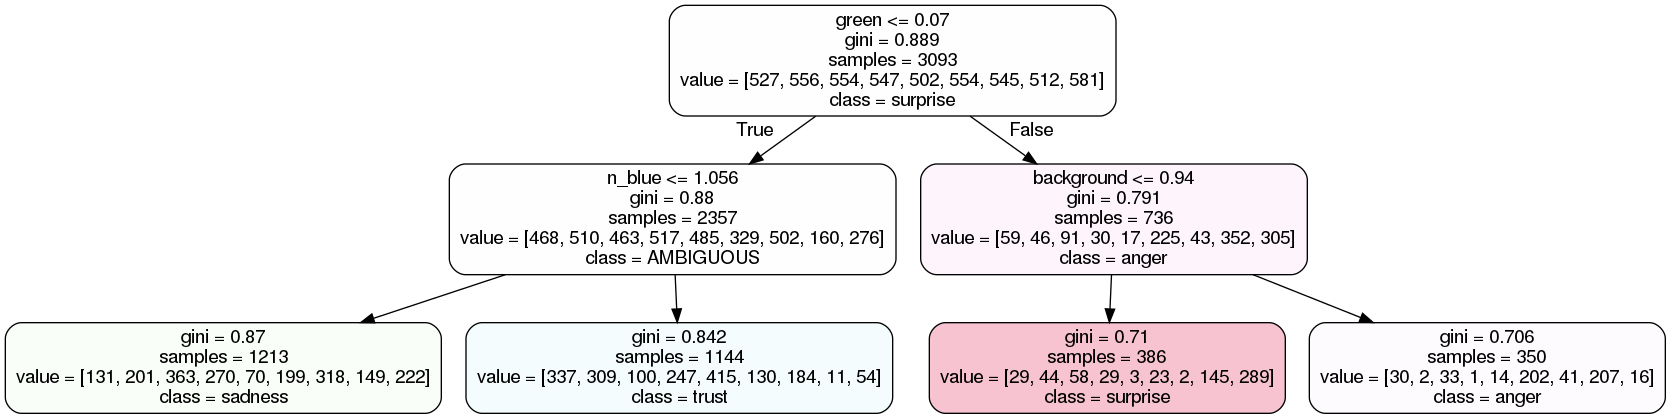 green <= 0.07
gini = 0.889
samples = 3093
value = [527, 556, 554, 547, 502, 554, 545, 512, 581]
class = surprise
True
False
n_blue <= 1.056
gini = 0.88
samples = 2357
value = [468, 510, 463, 517, 485, 329, 502, 160, 276]
class = AMBIGUOUS
background <= 0.94
gini = 0.791
samples = 736
value = [59, 46, 91, 30, 17, 225, 43, 352, 305]
class = anger
gini = 0.87
samples = 1213
value = [131, 201, 363, 270, 70, 199, 318, 149, 222]
class = sadness
gini = 0.842
samples = 1144
value = [337, 309, 100, 247, 415, 130, 184, 11, 54]
class = trust
gini = 0.71
samples = 386
value = [29, 44, 58, 29, 3, 23, 2, 145, 289]
class = surprise
gini = 0.706
samples = 350
value = [30, 2, 33, 1, 14, 202, 41, 207, 16]
class = anger